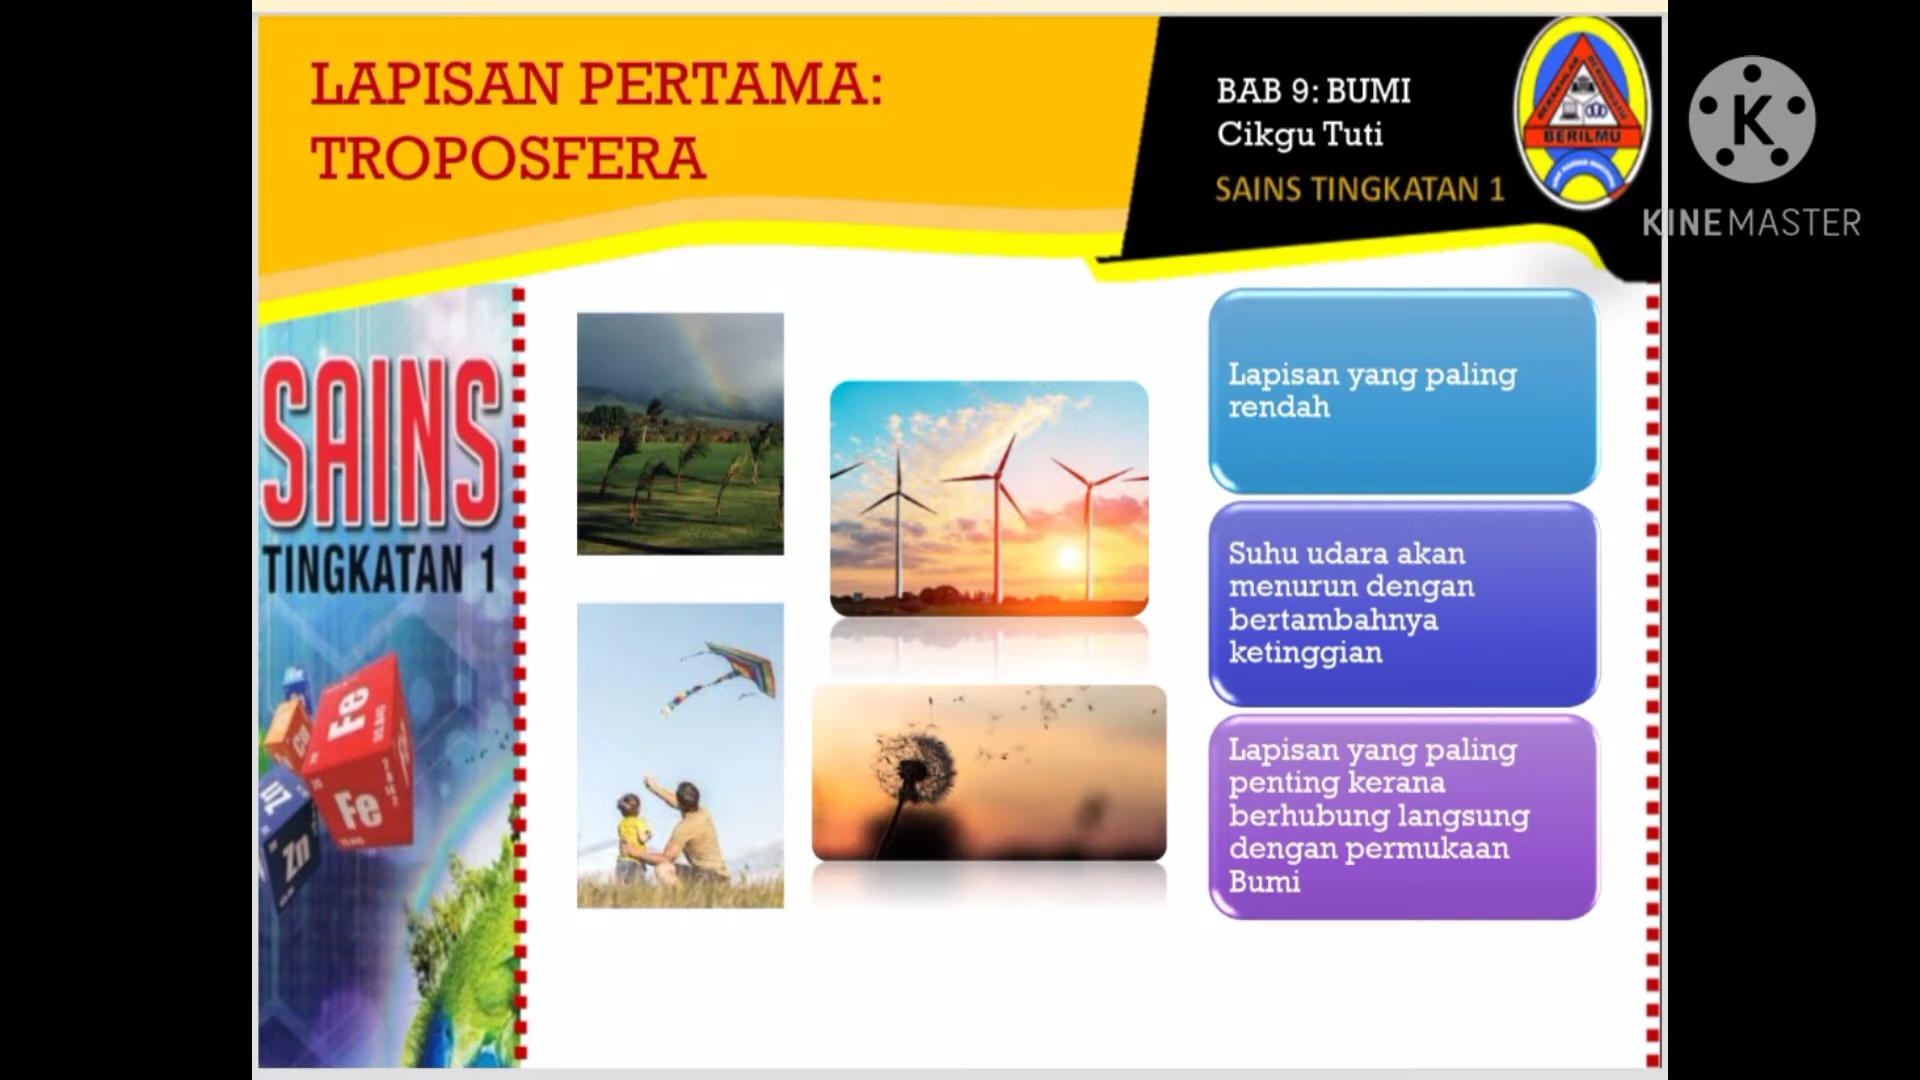 LAPISAN PERTAMA:
TROPOSFERA
BAB 9: BUMI
Cikgu Tuti
SAINS TINGKATAN 1
BERILMU
K
KINEMASTER
SAINS
TINGKATAN 1
Fe
Fe
Zn
Lapisan yang paling
rendah
Suhu udara akan
menurun dengan
bertambahnya
ketinggian
Lapisan yang paling
penting kerana
berhubung langsung
dengan permukaan
Bumi